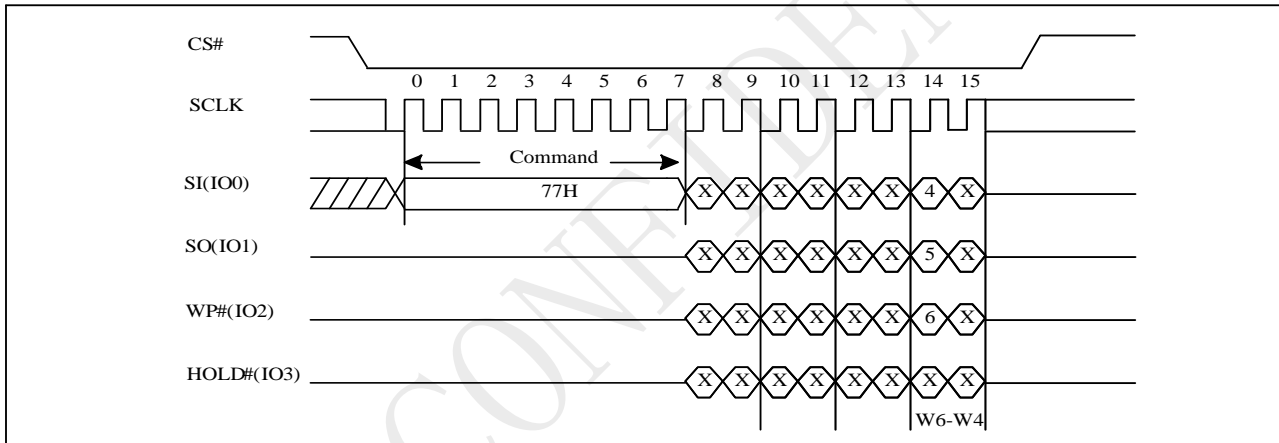 CONFIDEN
CS#
0 1 2 3 4 5 6 7 8 9 10 11 12 13 14 15
SCLK
Command
SI(IO0) 77H X X X X X X 4 X
SO(IO1) X X X X X X 5 X
WP#(IO2) X X X X X X 6 X
HOLD#(IO3) X X X X X X X X
W6-W4